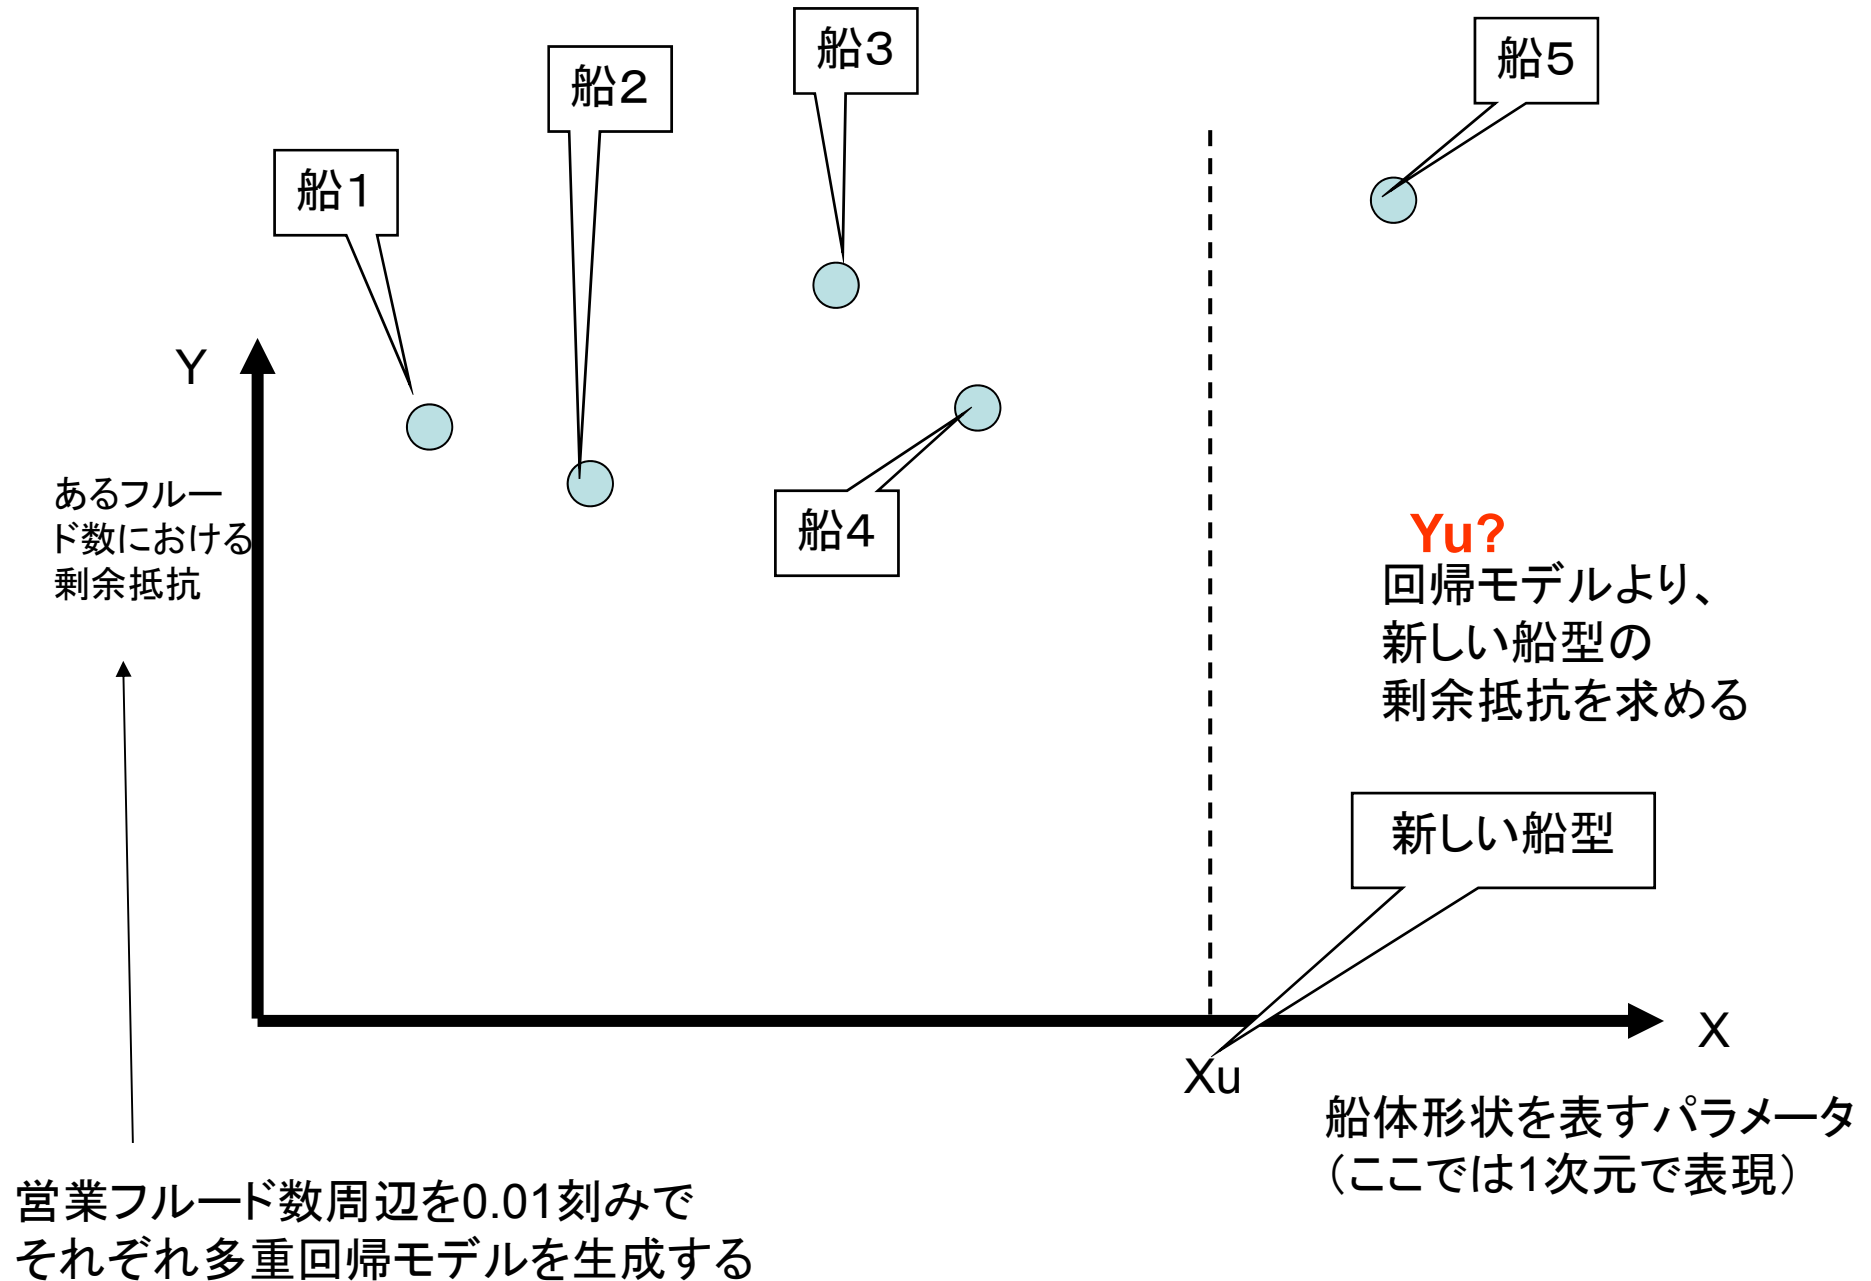 船3
船5
船2
船1
Y
あるフルー
ド数における
剰余抵抗
船4
Yu?
回帰モデルより、
新しい船型の
剰余抵抗を求める
新しい船型
X
Xu
船体形状を表すパラメータ
（ここでは1次元で表現）
営業フルード数周辺を0.01刻みで
それぞれ多重回帰モデルを生成する